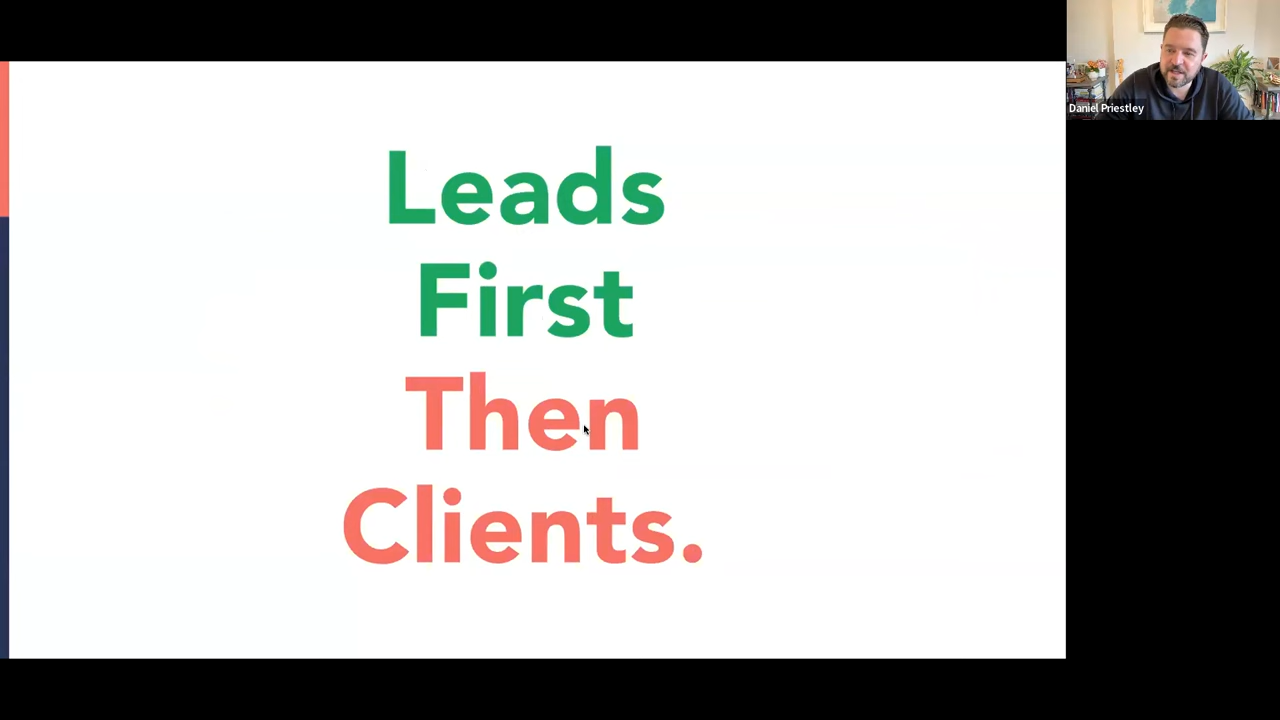 Leads
First
Then
Clients.
Daniel Priestley